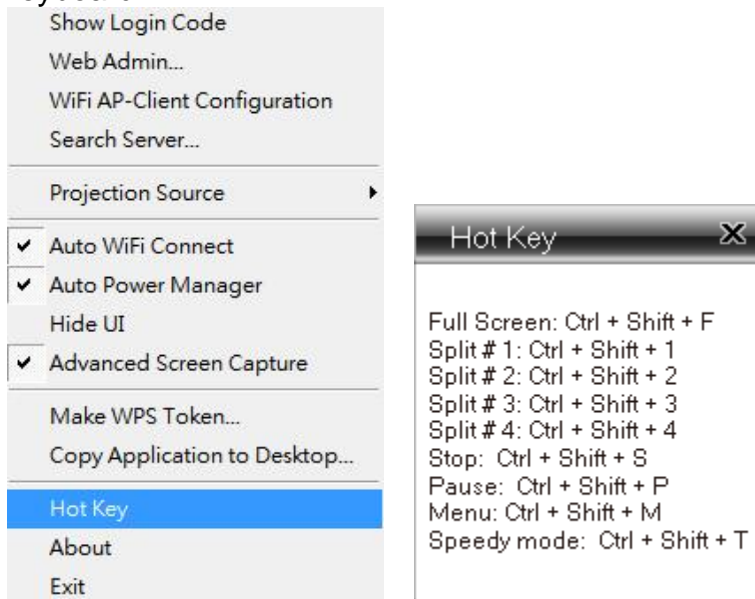 Show Login Code
Web Admin...
WiFi AP-Client Configuration
Search Server...
Projection Source
Auto WiFi Connect
Auto Power Manager
Hide UI
Advanced Screen Capture
Make WPS Token...
Copy Application to Desktop...
Hot Key
About
Exit
Hot Key
Full Screen: Ctrl + Shift + F
Split # 1: Ctrl + Shift + 1
Split # 2: Ctrl + Shift + 2
Split # 3: Ctrl + Shift + 3
Split # 4: Ctrl + Shift + 4
Stop: Ctrl + Shift + S
Pause: Ctrl + Shift + P
Menu: Ctrl + Shift + M
Speedy mode: Ctrl + Shift + T